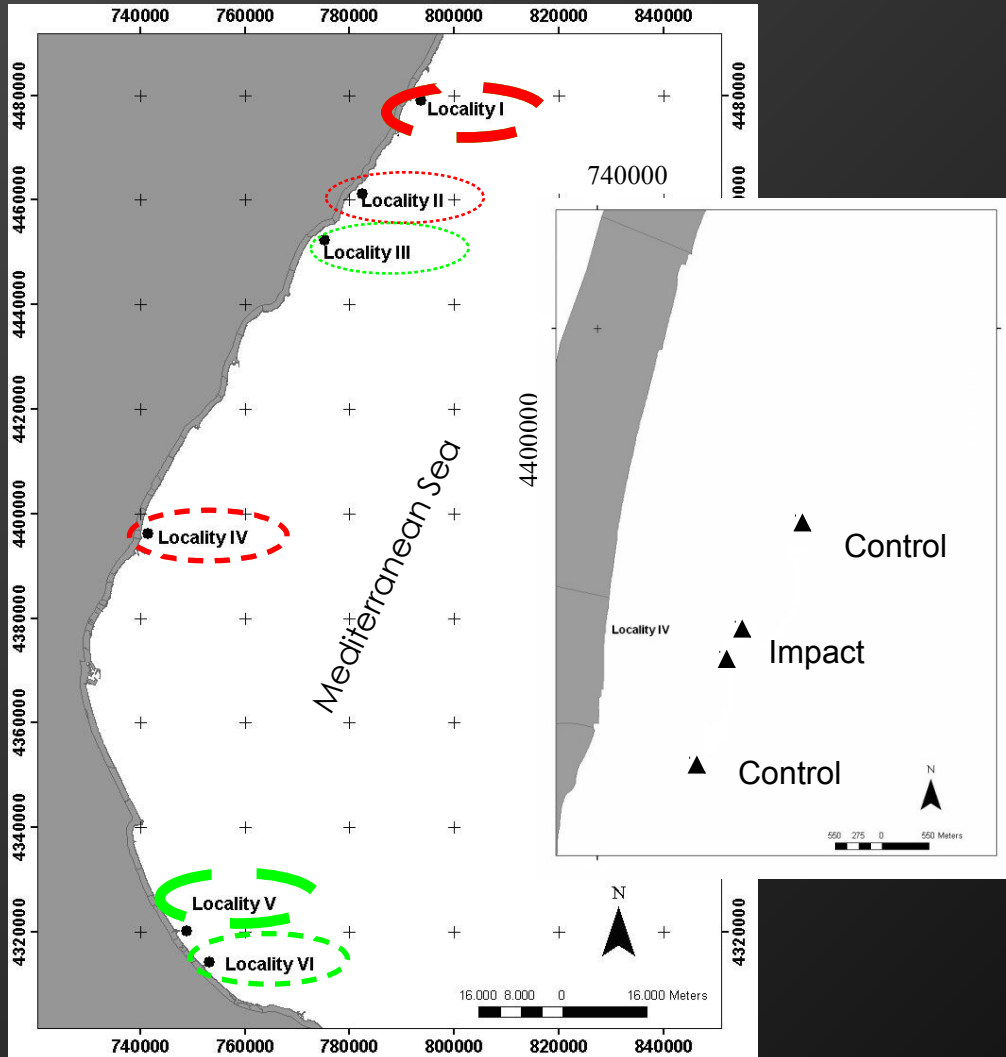 740000 760000 780000 800000 820000 840000
4480000
4480000
Locality I
740000
4460000
Locality II
Locality III
4440000
4420000
4400000
Mediterranean Sea
4400000
Locality IV
Control
Locality IV
Impact
Control
N
550 275 0 550 Meters
4380000
4360000
4340000
Locality V
4320000
4320000
Locality VI
N
16.000 8.000 0 16.000 Meters
740000 760000 780000 800000 820000 840000